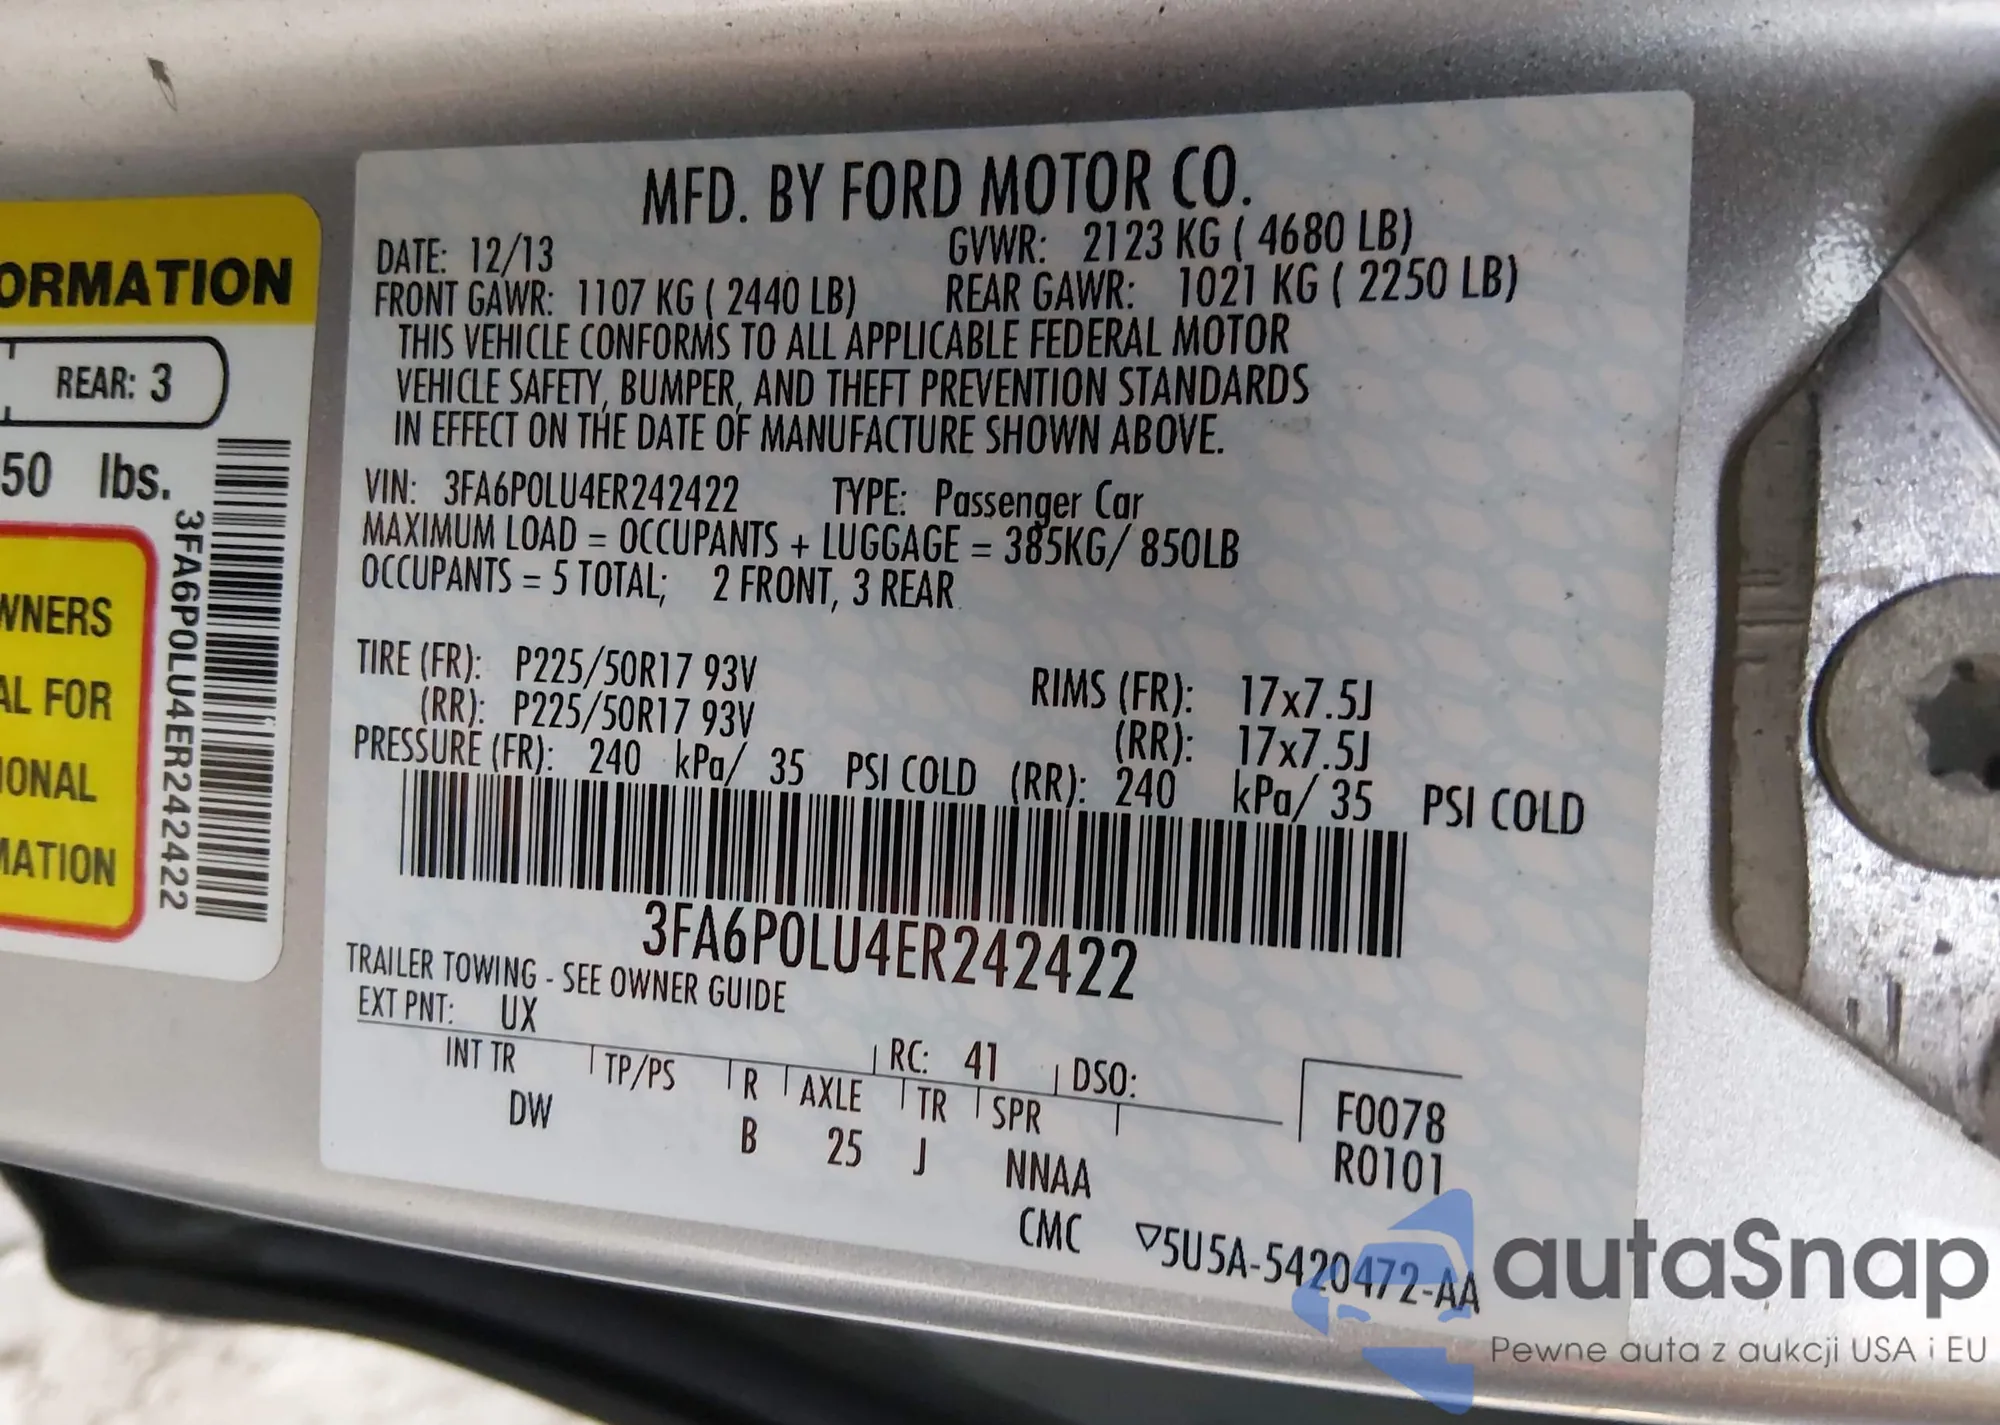 ORMATION
REAR: 3
50 lbs.
WNERS
AL FOR
IONAL
MATION
3FA6P0LU4ER242422
MFD. BY FORD MOTOR CO.
DATE: 12/13 GVWR: 2123 KG ( 4680 LB)
FRONT GAWR: 1107 KG ( 2440 LB) REAR GAWR: 1021 KG ( 2250 LB)
THIS VEHICLE CONFORMS TO ALL APPLICABLE FEDERAL MOTOR
VEHICLE SAFETY, BUMPER, AND THEFT PREVENTION STANDARDS
IN EFFECT ON THE DATE OF MANUFACTURE SHOWN ABOVE.
VIN: 3FA6P0LU4ER242422 TYPE: Passenger Car
MAXIMUM LOAD = OCCUPANTS + LUGGAGE = 385KG/ 850LB
OCCUPANTS = 5 TOTAL; 2 FRONT, 3 REAR
TIRE (FR): P225/50R17 93V RIMS (FR): 17x7.5J
(RR): P225/50R17 93V (RR): 17x7.5J
PRESSURE (FR): 240 kPa/ 35 PSI COLD (RR): 240 kPa/ 35 PSI COLD
3FA6P0LU4ER242422
TRAILER TOWING - SEE OWNER GUIDE
EXT PNT: UX RC: 41 DSO:
INT TR TP/PS R AXLE TR SPR F0078
DW B 25 J NNAA R0101
CMC ▽5U5A-5420472-AA
autaSnap
Pewne auta z aukcji USA i EU